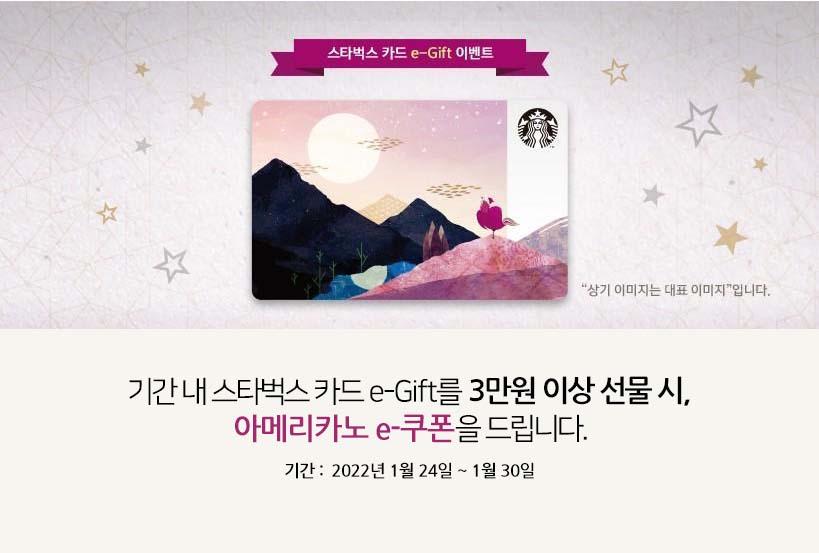 스타벅스 카드 e-Gift 이벤트
“상기 이미지는 대표 이미지”입니다.
기간 내 스타벅스 카드 e-Gift를 3만원 이상 선물 시,
아메리카노 e-쿠폰을 드립니다.
기간 : 2022년 1월 24일 ~ 1월 30일